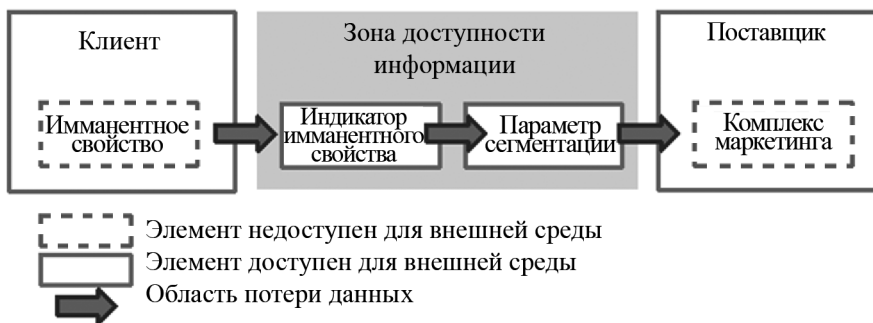 Клиент
Зона доступности
информации
Поставщик
Имманентное
свойство
Индикатор
имманентного
свойства
Параметр
сегментации
Комплекс
маркетинга
Элемент недоступен для внешней среды
Элемент доступен для внешней среды
Область потери данных